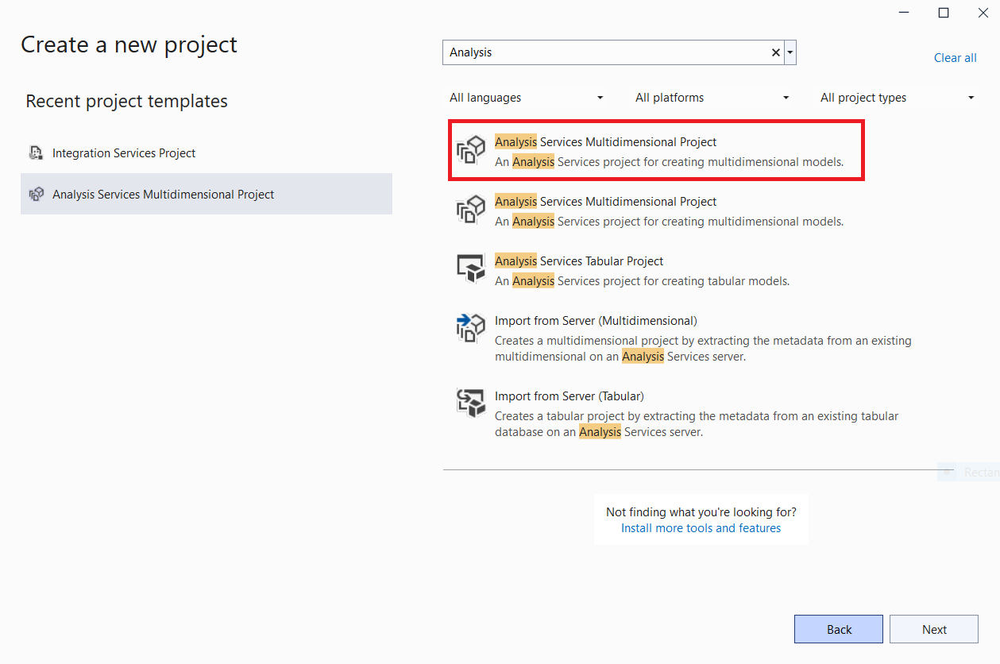 Create a new project
Recent project templates
Integration Services Project
Analysis Services Multidimensional Project
Analysis
Clear all
All languages
All platforms
All project types
Analysis Services Multidimensional Project
An Analysis Services project for creating multidimensional models.
Analysis Services Multidimensional Project
An Analysis Services project for creating multidimensional models.
Analysis Services Tabular Project
An Analysis Services project for creating tabular models.
Import from Server (Multidimensional)
Creates a multidimensional project by extracting the metadata from an existing
multidimensional on an Analysis Services server.
Import from Server (Tabular)
Creates a tabular project by extracting the metadata from an existing tabular
database on an Analysis Services server.
Rectan
Not finding what you're looking for?
Install more tools and features
Back
Next